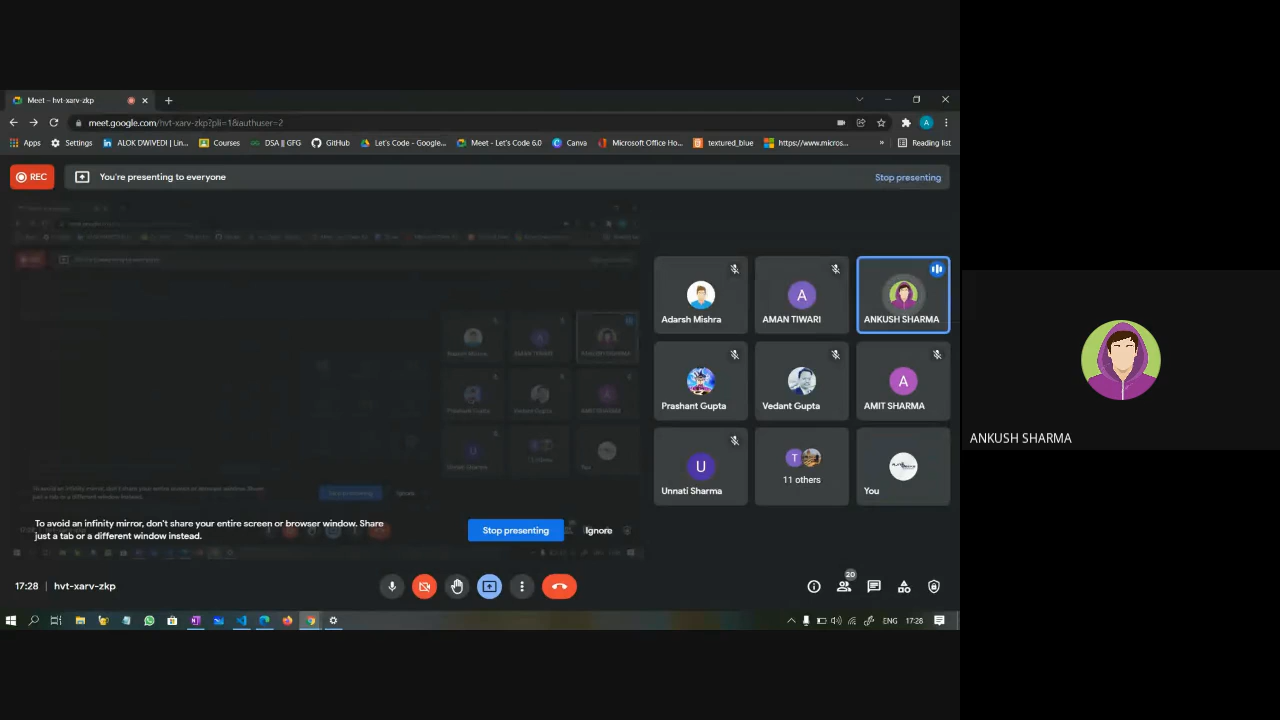 Meet – hvt-xarv-zkp
meet.google.com/hvt-xarv-zkp?pli=1&authuser=2
Apps Settings ALOK DWIVEDI | Lin... Courses DSA || GFG GitHub Let's Code - Google... Meet - Let's Code 6.0 Canva Microsoft Office Ho... textured_blue https://www.micros... » Reading list
REC You're presenting to everyone Stop presenting
Adarsh Mishra
A
AMAN TIWARI
ANKUSH SHARMA
Prashant Gupta
Vedant Gupta
A
AMIT SHARMA
U
Unnati Sharma
T
11 others
You
To avoid an infinity mirror, don't share your entire screen or browser window. Share
just a tab or a different window instead.
Stop presenting Ignore
17:28 | hvt-xarv-zkp
20
ENG 17:28
ANKUSH SHARMA